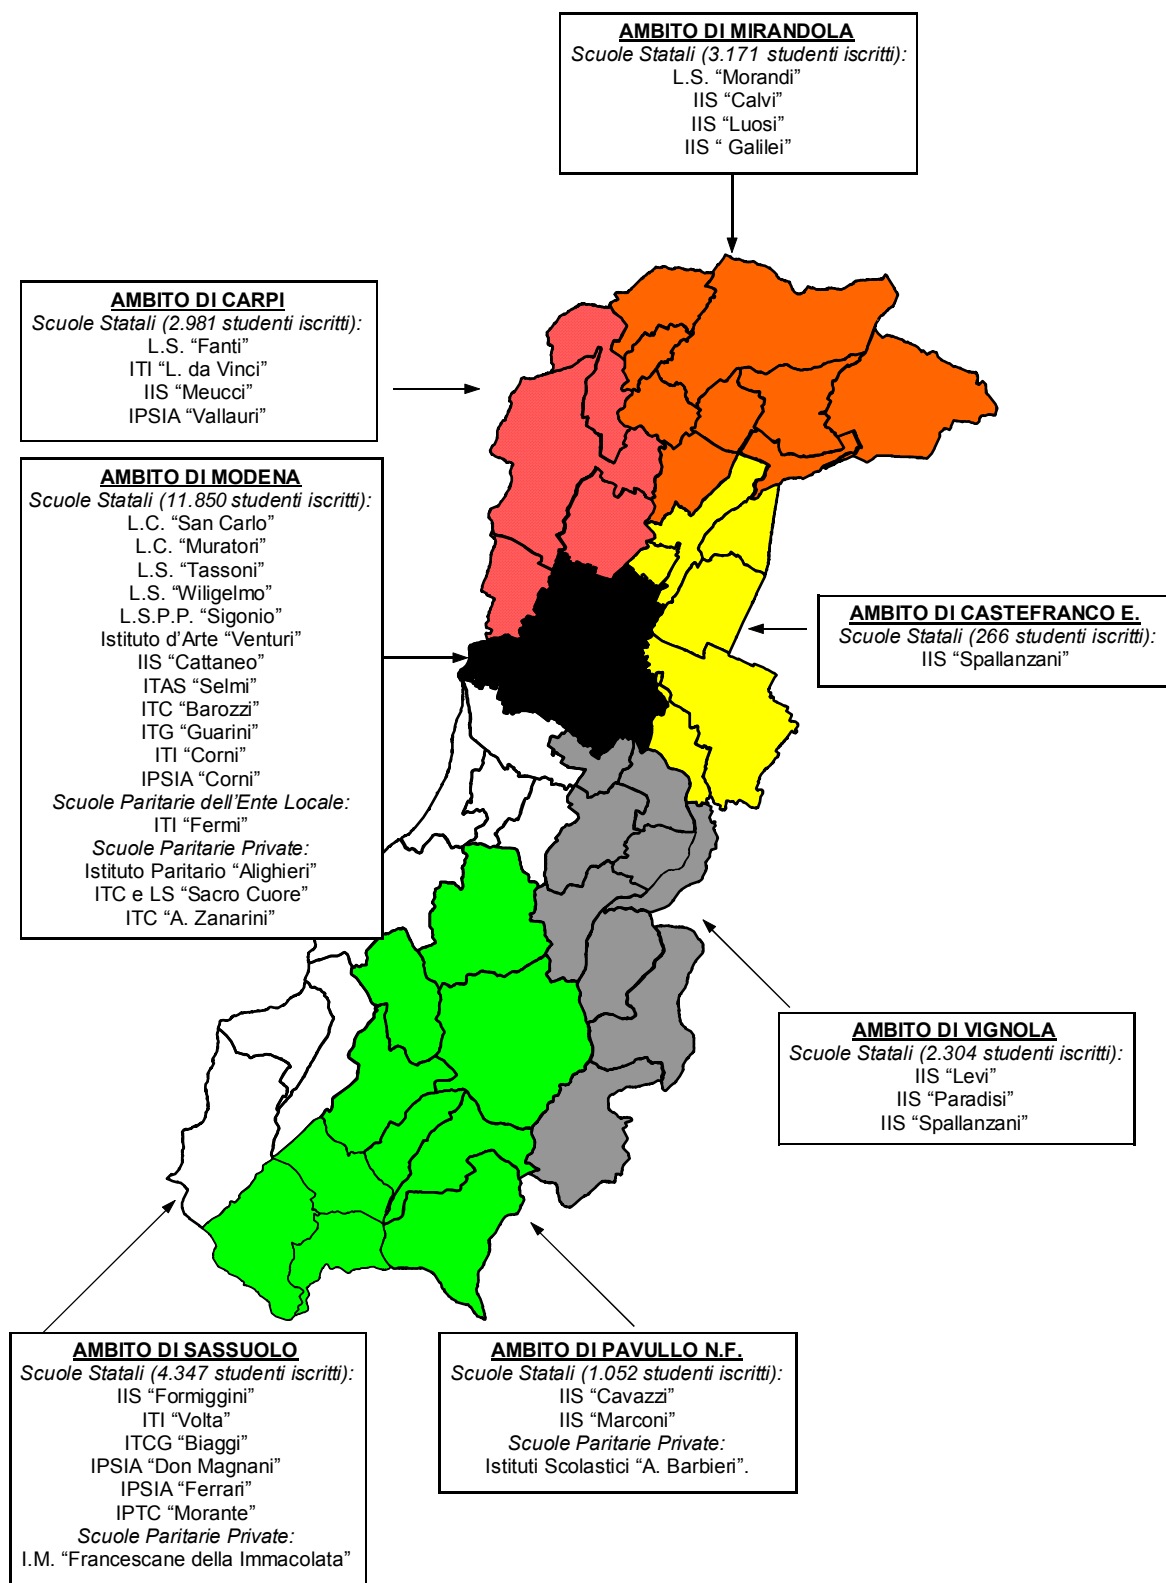 AMBITO DI MIRANDOLA
Scuole Statali (3.171 studenti iscritti):
L.S. “Morandi”
IIS “Calvi”
IIS “Luosi”
IIS “ Galilei”
AMBITO DI CARPI
Scuole Statali (2.981 studenti iscritti):
L.S. “Fanti”
ITI “L. da Vinci”
IIS “Meucci”
IPSIA “Vallauri”
AMBITO DI MODENA
Scuole Statali (11.850 studenti iscritti):
L.C. “San Carlo”
L.C. “Muratori”
L.S. “Tassoni”
L.S. “Wiligelmo”
L.S.P.P. “Sigonio”
Istituto d’Arte “Venturi”
IIS “Cattaneo”
ITAS “Selmi”
ITC “Barozzi”
ITG “Guarini”
ITI “Corni”
IPSIA “Corni”
Scuole Paritarie dell’Ente Locale:
ITI “Fermi”
Scuole Paritarie Private:
Istituto Paritario “Alighieri”
ITC e LS “Sacro Cuore”
ITC “A. Zanarini”
AMBITO DI CASTEFRANCO E.
Scuole Statali (266 studenti iscritti):
IIS “Spallanzani”
AMBITO DI VIGNOLA
Scuole Statali (2.304 studenti iscritti):
IIS “Levi”
IIS “Paradisi”
IIS “Spallanzani”
AMBITO DI SASSUOLO
Scuole Statali (4.347 studenti iscritti):
IIS “Formiggini”
ITI “Volta”
ITCG “Biaggi”
IPSIA “Don Magnani”
IPSIA “Ferrari”
IPTC “Morante”
Scuole Paritarie Private:
I.M. “Francescane della Immacolata”
AMBITO DI PAVULLO N.F.
Scuole Statali (1.052 studenti iscritti):
IIS “Cavazzi”
IIS “Marconi”
Scuole Paritarie Private:
Istituti Scolastici “A. Barbieri”.